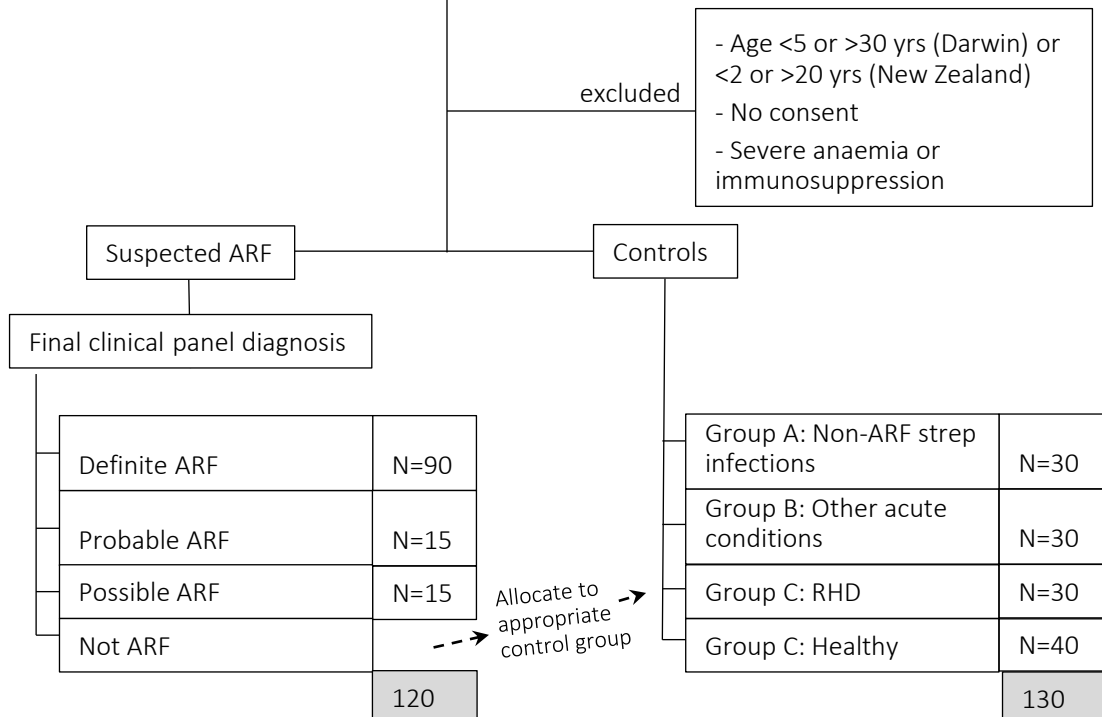 - Age <5 or >30 yrs (Darwin) or
<2 or >20 yrs (New Zealand)
- No consent
- Severe anaemia or
immunosuppression
excluded
Suspected ARF
Controls
Final clinical panel diagnosis
Definite ARF N=90
Probable ARF N=15
Possible ARF N=15
Not ARF
120
Allocate to
appropriate
control group
Group A: Non-ARF strep
infections N=30
Group B: Other acute
conditions N=30
Group C: RHD N=30
Group C: Healthy N=40
130